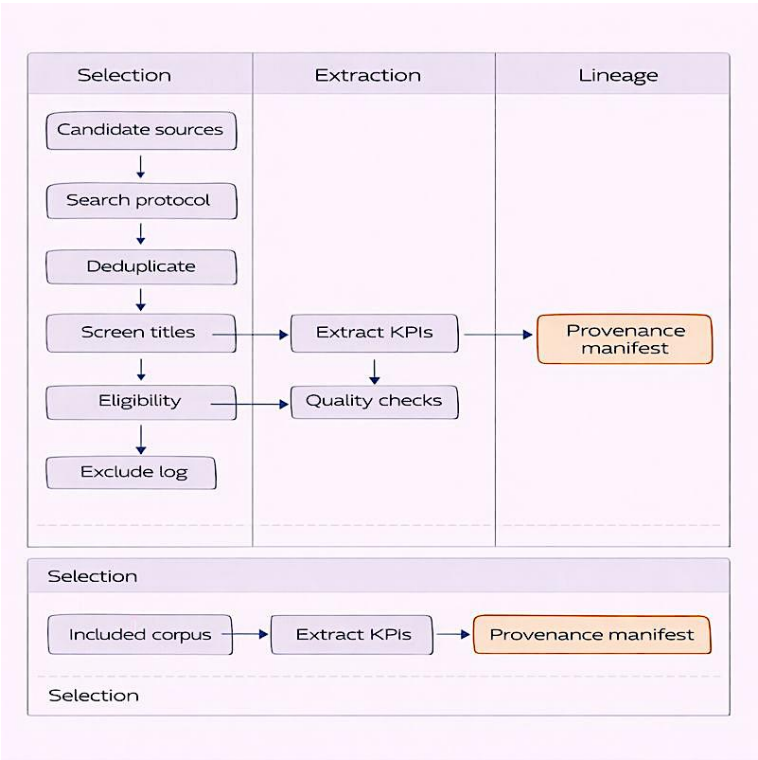 Selection
Extraction
Lineage
Candidate sources
Search protocol
Deduplicate
Screen titles
Extract KPIs
Provenance
manifest
Eligibility
Quality checks
Exclude log
Selection
Included corpus
Extract KPIs
Provenance manifest
Selection